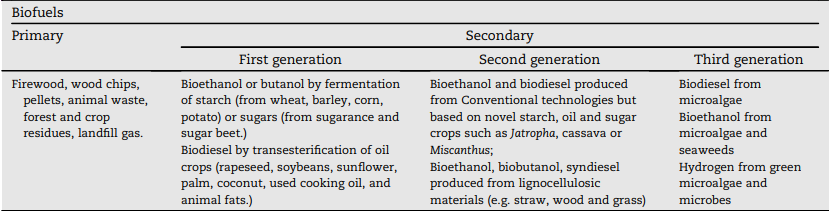 Biofuels
Primary
Secondary
First generation
Second generation
Third generation
Firewood, wood chips,
pellets, animal waste,
forest and crop
residues, landfill gas.
Bioethanol or butanol by fermentation
of starch (from wheat, barley, corn,
potato) or sugars (from sugarance and
sugar beet.)
Biodiesel by transesterification of oil
crops (rapeseed, soybeans, sunflower,
palm, coconut, used cooking oil, and
animal fats.)
Bioethanol and biodiesel produced
from Conventional technologies but
based on novel starch, oil and sugar
crops such as Jatropha, cassava or
Miscanthus;
Bioethanol, biobutanol, syndiesel
produced from lignocellulosic
materials (e.g. straw, wood and grass)
Biodiesel from
microalgae
Bioethanol from
microalgae and
seaweeds
Hydrogen from green
microalgae and
microbes